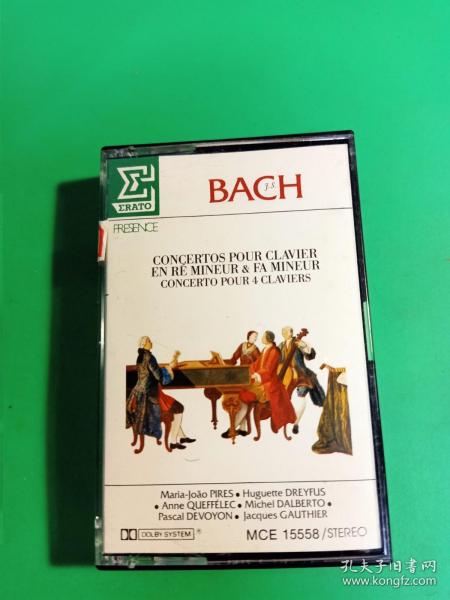 ERATO
PRESENCE
J.S.
BACH
CONCERTOS POUR CLAVIER
EN RÉ MINEUR & FA MINEUR
CONCERTO POUR 4 CLAVIERS
Maria-João PIRES • Huguette DREYFUS
• Anne QUEFFÉLEC • Michel DALBERTO •
Pascal DEVOYON • Jacques GAUTHIER
DOLBY SYSTEM ®
MCE 15558/STEREO
孔夫子旧书网
www.kongfz.com